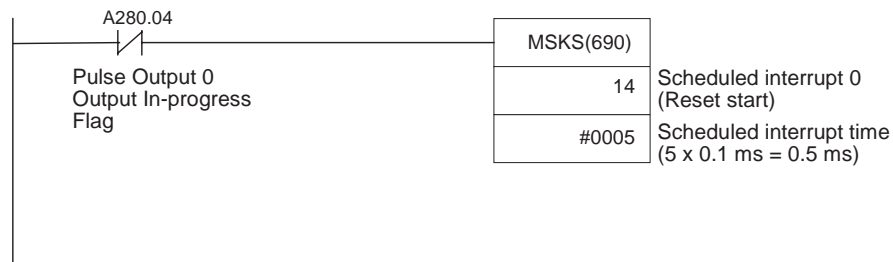 A280.04
MSKS(690)
Pulse Output 0
Output In-progress
Flag
14
Scheduled interrupt 0
(Reset start)
#0005
Scheduled interrupt time
(5 x 0.1 ms = 0.5 ms)